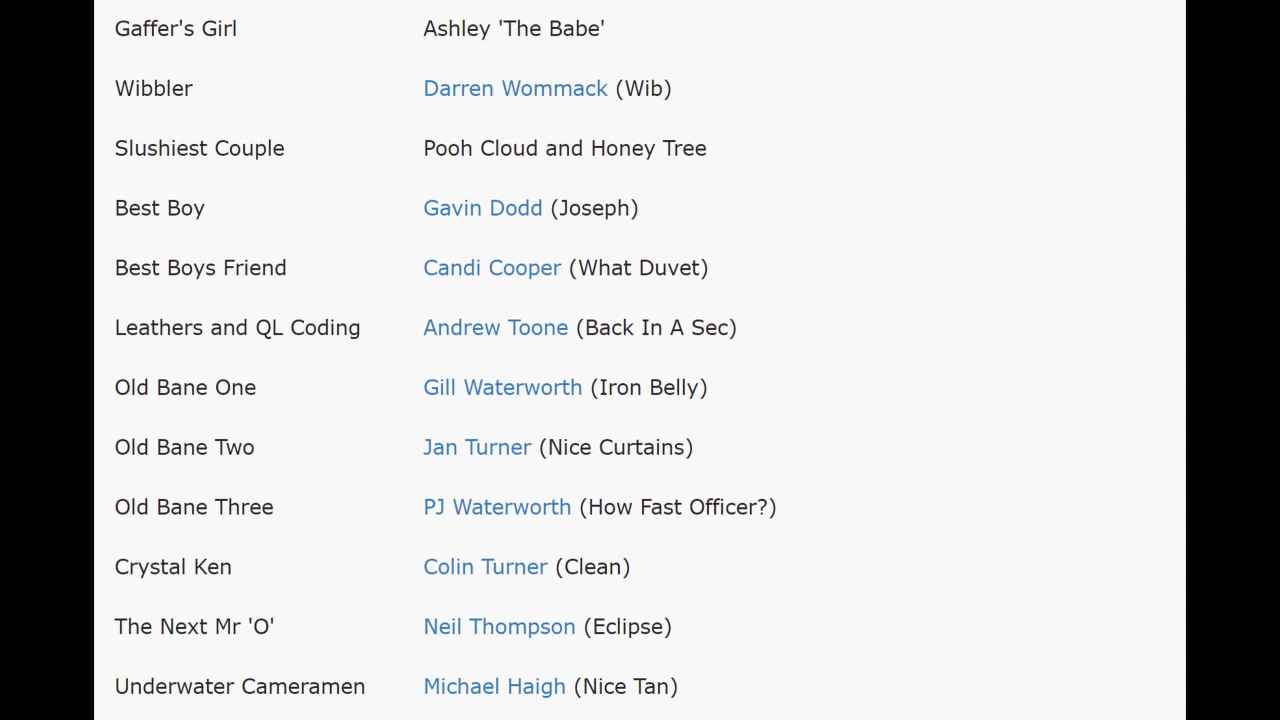 Gaffer's Girl Ashley 'The Babe'
Wibbler Darren Wommack (Wib)
Slushiest Couple Pooh Cloud and Honey Tree
Best Boy Gavin Dodd (Joseph)
Best Boys Friend Candi Cooper (What Duvet)
Leathers and QL Coding Andrew Toone (Back In A Sec)
Old Bane One Gill Waterworth (Iron Belly)
Old Bane Two Jan Turner (Nice Curtains)
Old Bane Three PJ Waterworth (How Fast Officer?)
Crystal Ken Colin Turner (Clean)
The Next Mr 'O' Neil Thompson (Eclipse)
Underwater Cameramen Michael Haigh (Nice Tan)